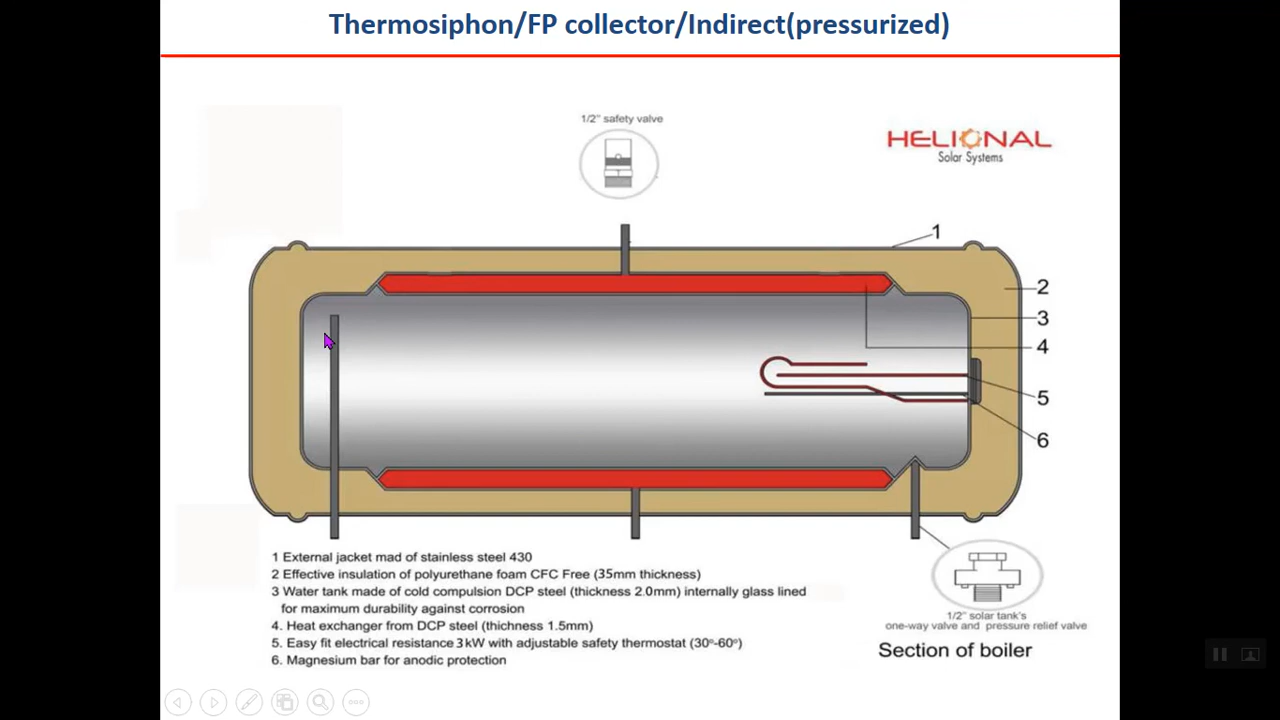 Thermosiphon/FP collector/Indirect(pressurized)
1/2" safety valve
HELIONAL
Solar Systems
1
2
3
4
5
6
1 External jacket mad of stainless steel 430
2 Effective insulation of polyurethane foam CFC Free (35mm thickness)
3 Water tank made of cold compulsion DCP steel (thickness 2.0mm) internally glass lined
for maximum durability against corrosion
4. Heat exchanger from DCP steel (thichness 1.5mm)
5. Easy fit electrical resistance 3kW with adjustable safety thermostat (30°-60°)
6. Magnesium bar for anodic protection
1/2" solar tank's
one-way valve and pressure relief valve
Section of boiler